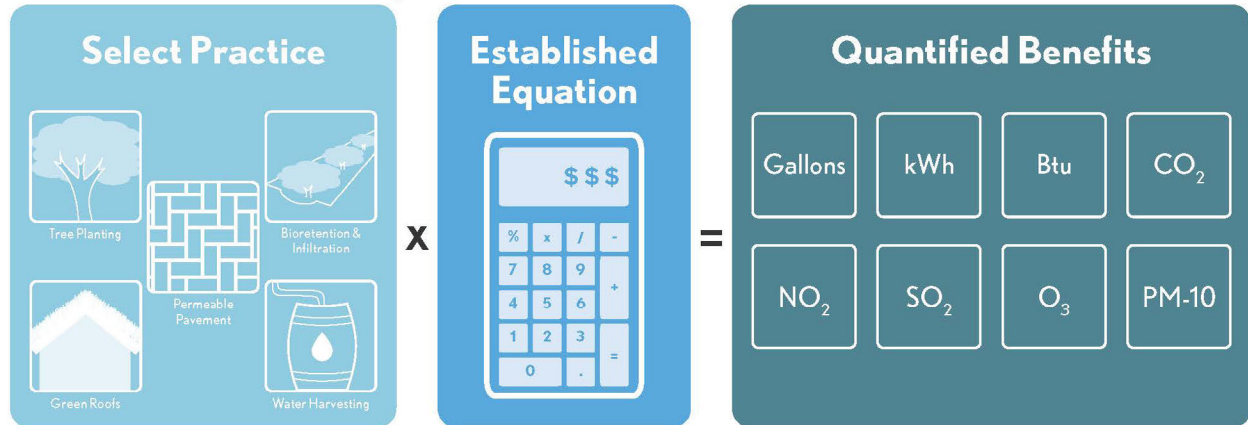 Select Practice
Tree Planting
Bioretention &
Infiltration
Permeable
Pavement
Green Roofs
Water Harvesting
x
Established
Equation
$ $ $
% x / -
7 8 9
+
4 5 6
1 2 3
=
0 .
=
Quantified Benefits
Gallons
kWh
Btu
CO₂
NO₂
SO₂
O₃
PM-10